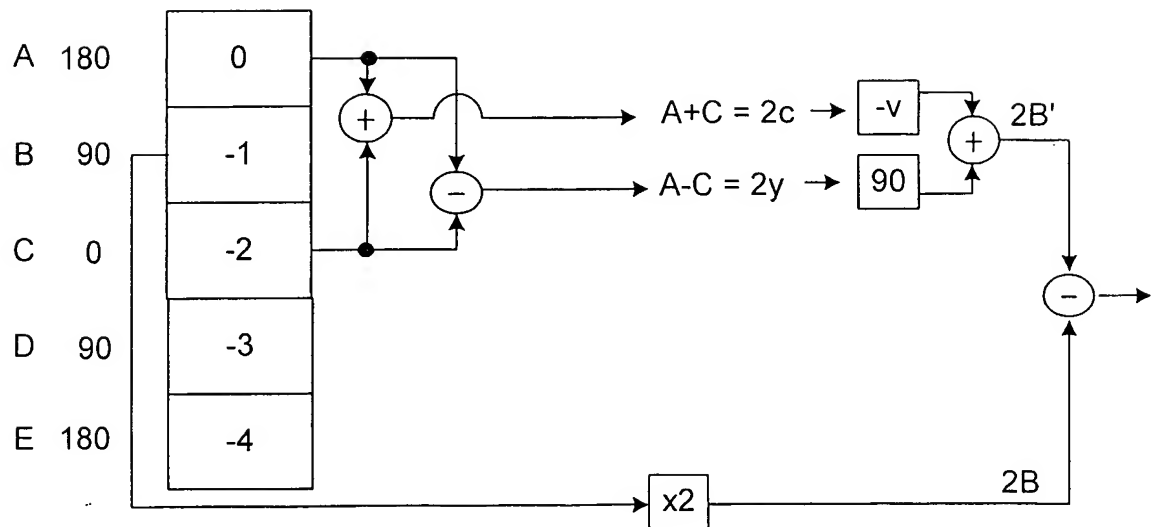 A 180 0
A+C = 2c -v
+ + 2B'
B 90 -1
A-C = 2y 90
-
C 0 -2
-
D 90 -3
E 180 -4
x2 2B